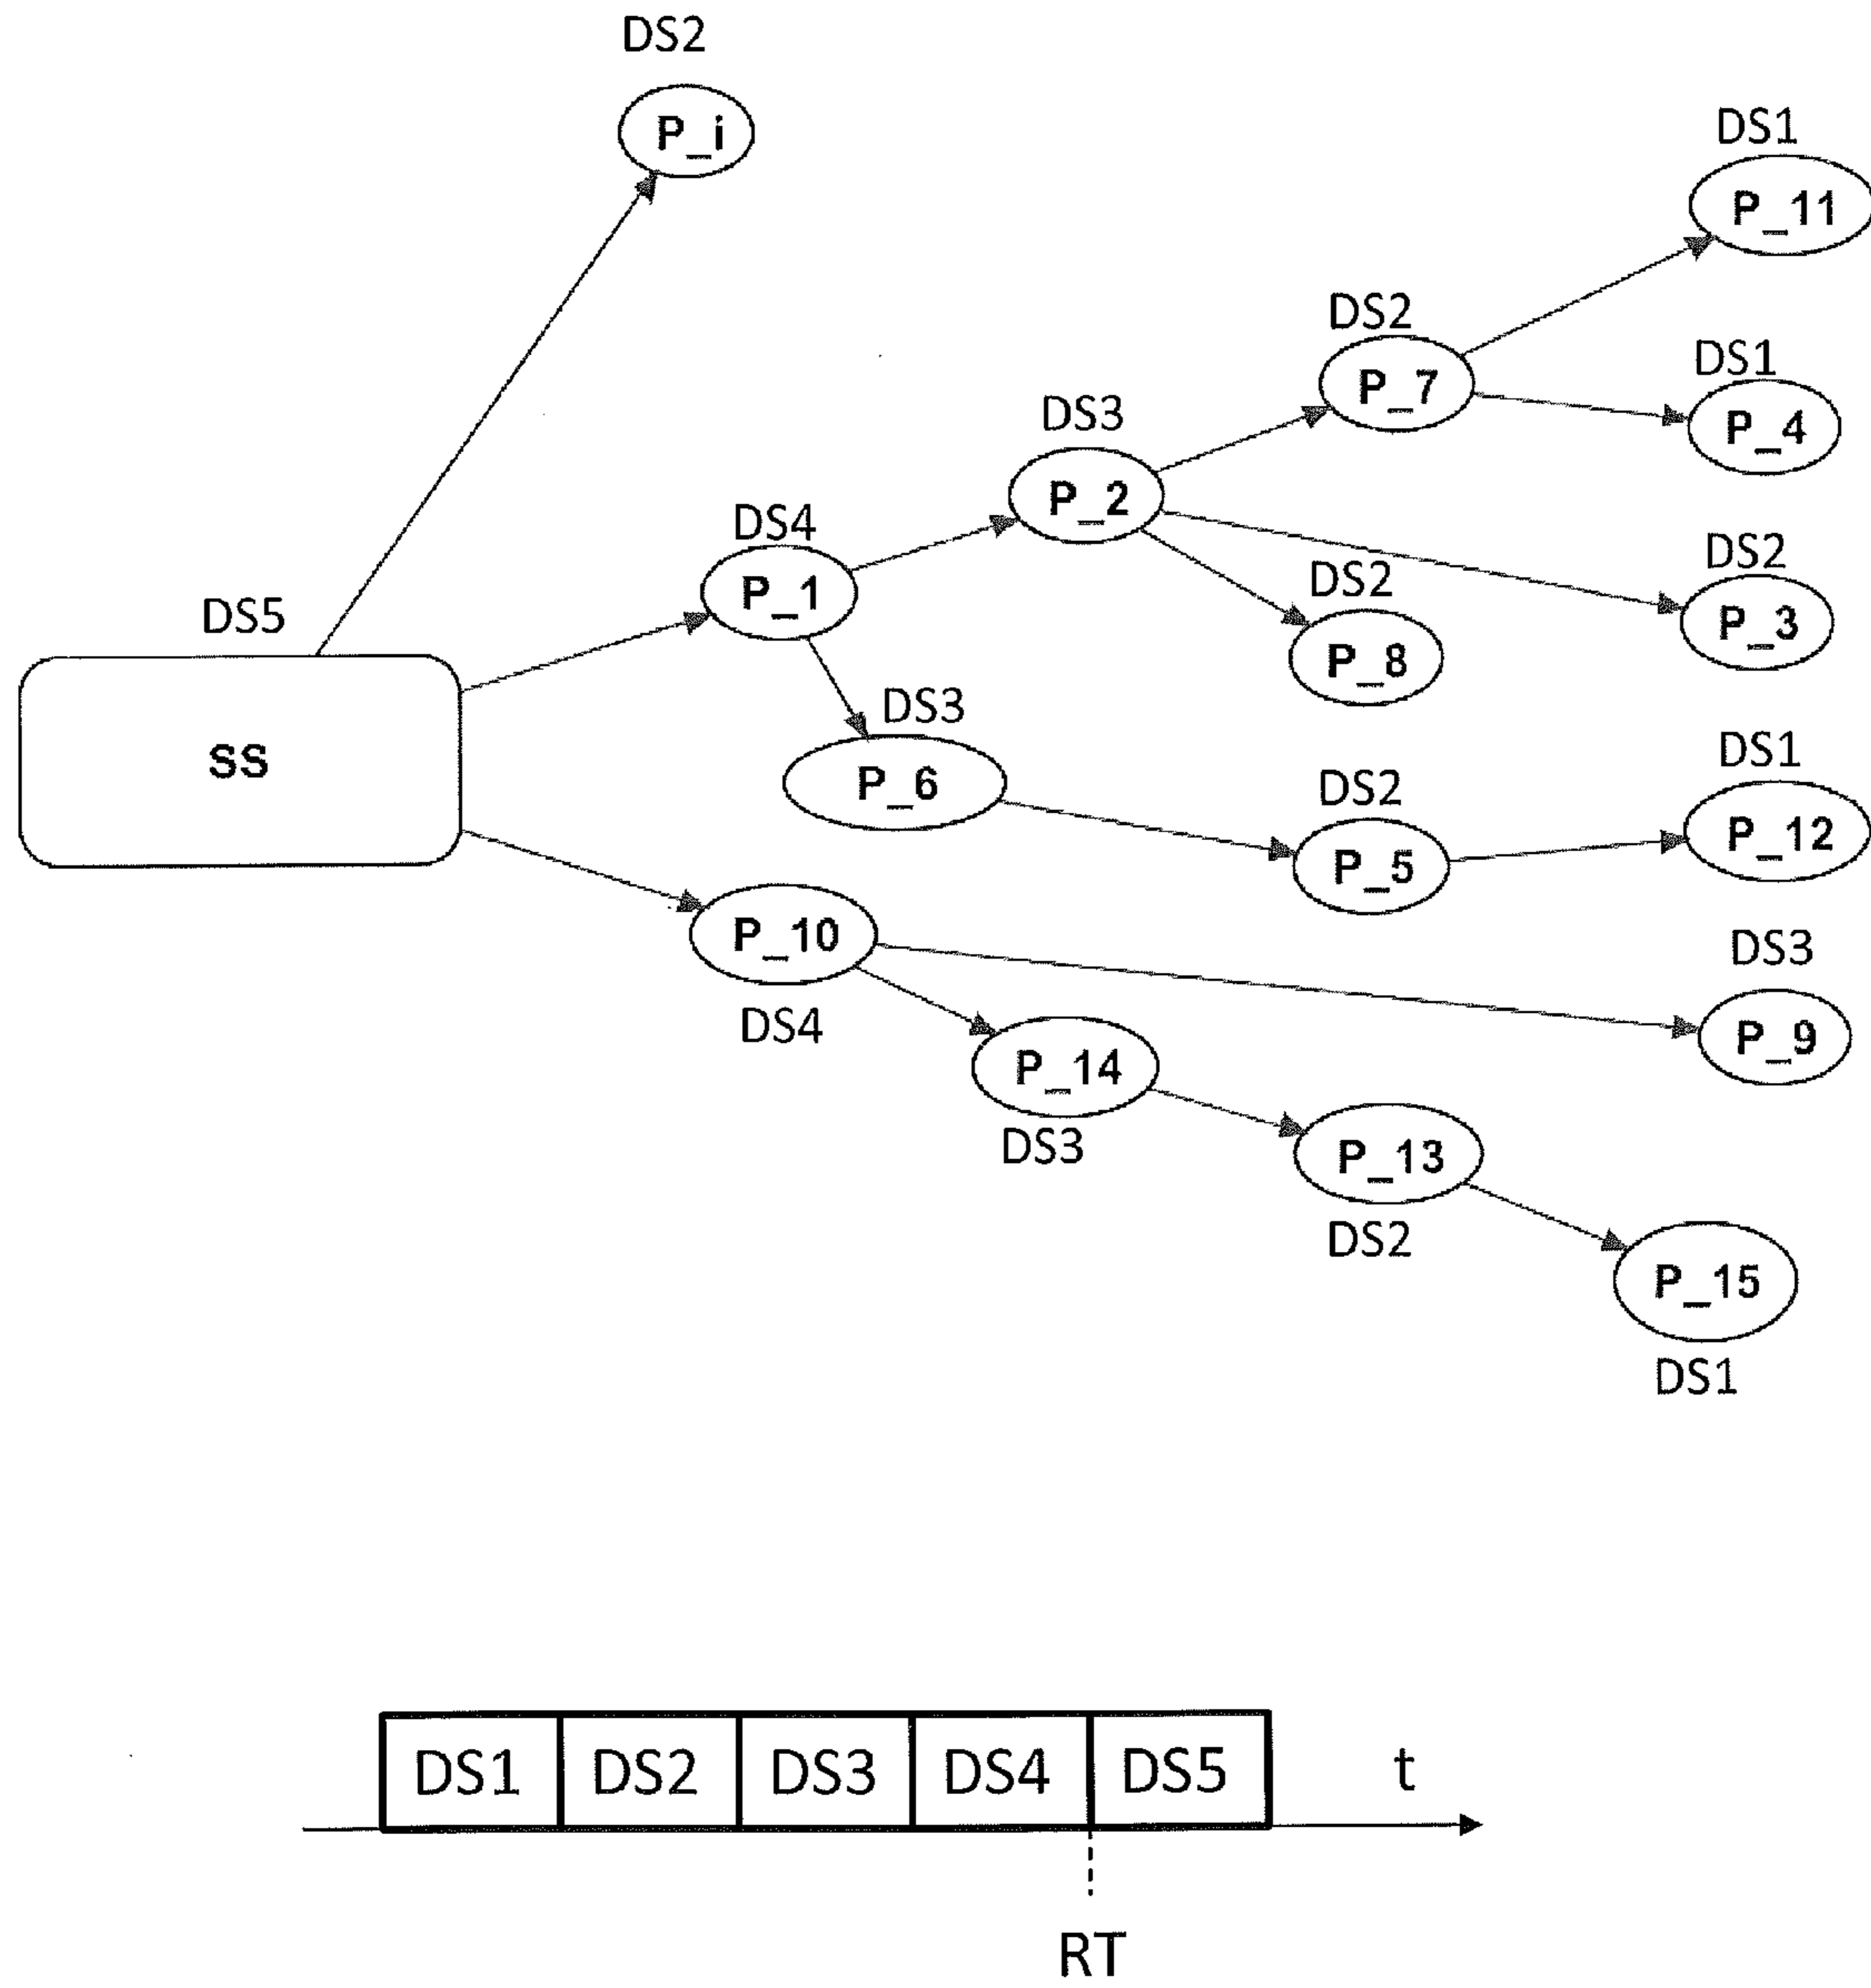 DS2
P_i
DS1
P_11
DS2
P_7
DS1
P_4
DS3
P_2
DS4
P_1
DS2
P_3
DS2
P_8
DS5
SS
DS3
P_6
DS1
P_12
DS2
P_5
P_10
DS4
DS3
P_9
P_14
DS3
P_13
DS2
P_15
DS1
DS1 DS2 DS3 DS4 DS5 t
RT